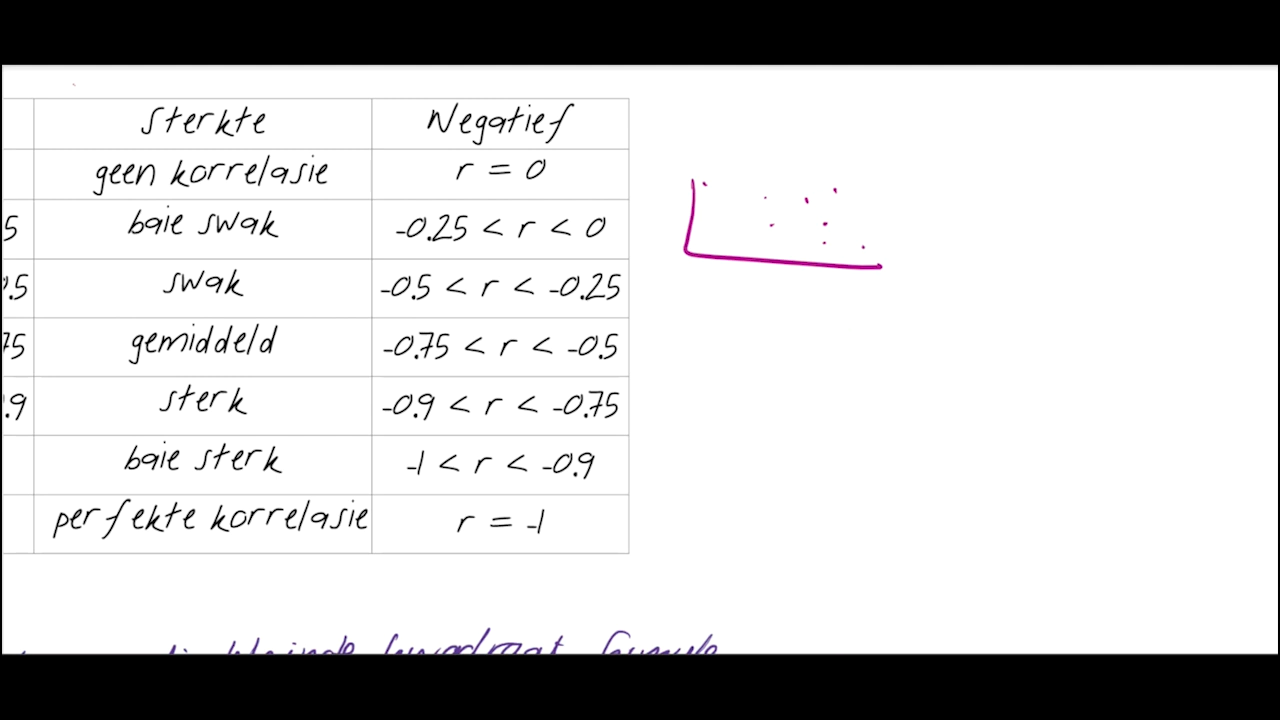 Sterkte Negatief
geen korrelasie r = 0
5 baie swak -0.25 < r < 0
0.5 swak -0.5 < r < -0.25
75 gemiddeld -0.75 < r < -0.5
.9 sterk -0.9 < r < -0.75
baie sterk -1 < r < -0.9
perfekte korrelasie r = -1